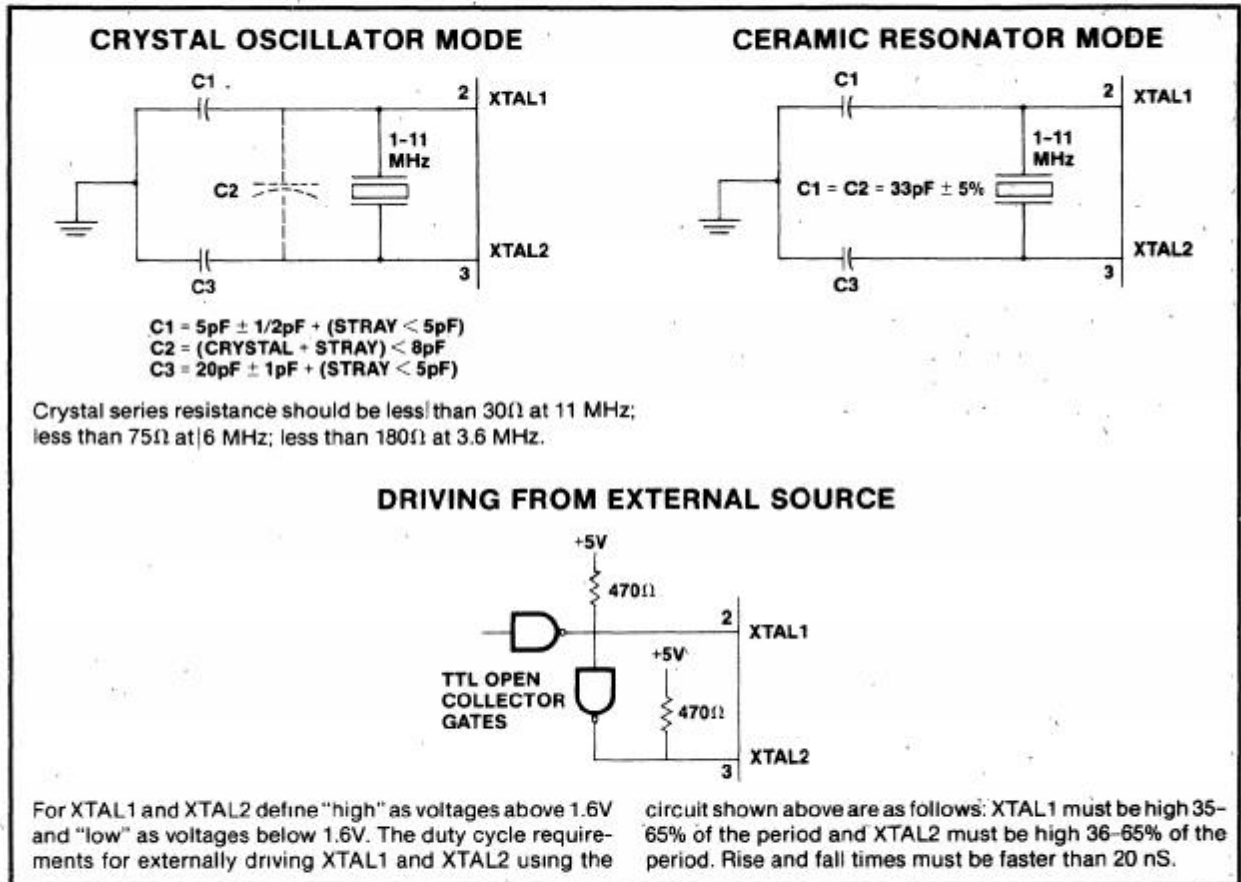 CRYSTAL OSCILLATOR MODE
C1
2
XTAL1
1–11
MHz
C2
XTAL2
3
C3
C1 = 5pF ± 1/2pF + (STRAY < 5pF)
C2 = (CRYSTAL + STRAY) < 8pF
C3 = 20pF ± 1pF + (STRAY < 5pF)
Crystal series resistance should be less than 30Ω at 11 MHz;
less than 75Ω at 6 MHz; less than 180Ω at 3.6 MHz.
CERAMIC RESONATOR MODE
C1
2
XTAL1
1–11
MHz
C1 = C2 = 33pF ± 5%
XTAL2
3
C3
DRIVING FROM EXTERNAL SOURCE
+5V
470Ω
2
XTAL1
+5V
TTL OPEN
COLLECTOR
GATES
470Ω
XTAL2
3
For XTAL1 and XTAL2 define "high" as voltages above 1.6V
and "low" as voltages below 1.6V. The duty cycle require-
ments for externally driving XTAL1 and XTAL2 using the
circuit shown above are as follows: XTAL1 must be high 35–
65% of the period and XTAL2 must be high 36–65% of the
period. Rise and fall times must be faster than 20 nS.